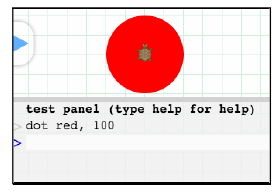 test panel (type help for help)
> dot red, 100
>